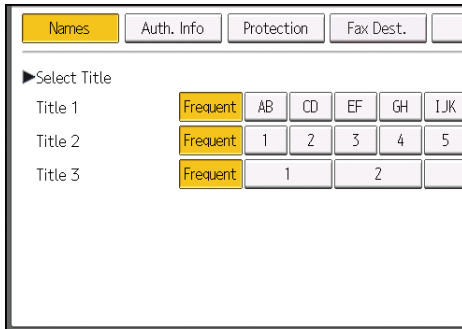 Names Auth. Info Protection Fax Dest.
▶Select Title
Title 1 Frequent AB CD EF GH IJK
Title 2 Frequent 1 2 3 4 5
Title 3 Frequent 1 2